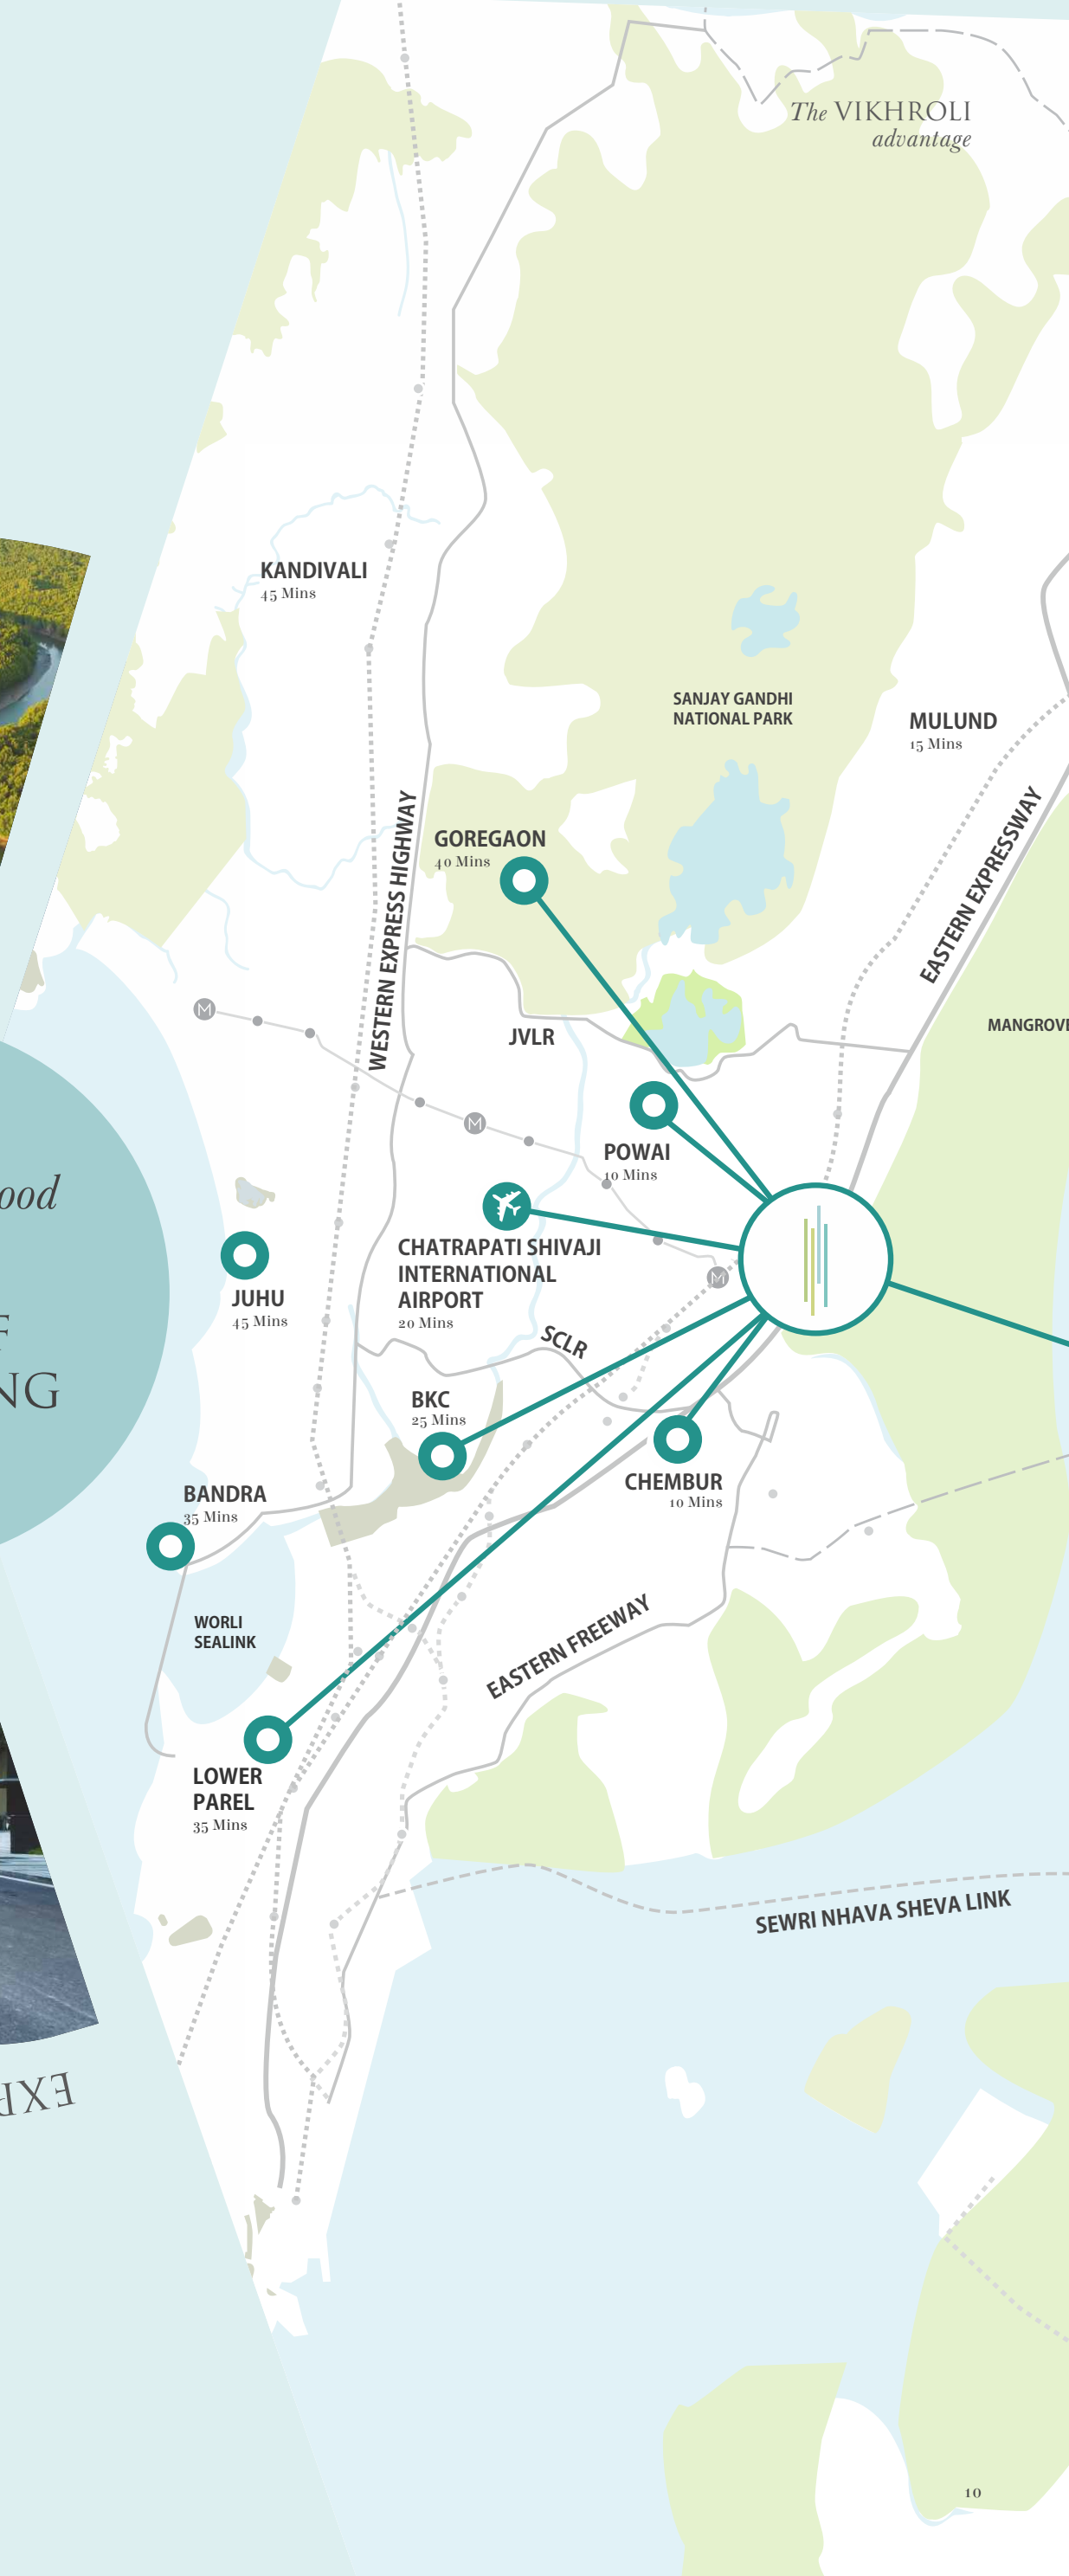 The VIKHROLI
advantage
KANDIVALI
45 Mins
SANJAY GANDHI
NATIONAL PARK
MULUND
15 Mins
WESTERN EXPRESS HIGHWAY
GOREGAON
40 Mins
EASTERN EXPRESSWAY
MANGROVE
M
JVLR
M
POWAI
10 Mins
ood
CHATRAPATI SHIVAJI
INTERNATIONAL
AIRPORT
20 Mins
M
JUHU
45 Mins
F
NG
SCLR
BKC
25 Mins
CHEMBUR
10 Mins
BANDRA
35 Mins
WORLI
SEALINK
EASTERN FREEWAY
LOWER
PAREL
35 Mins
SEWRI NHAVA SHEVA LINK
10